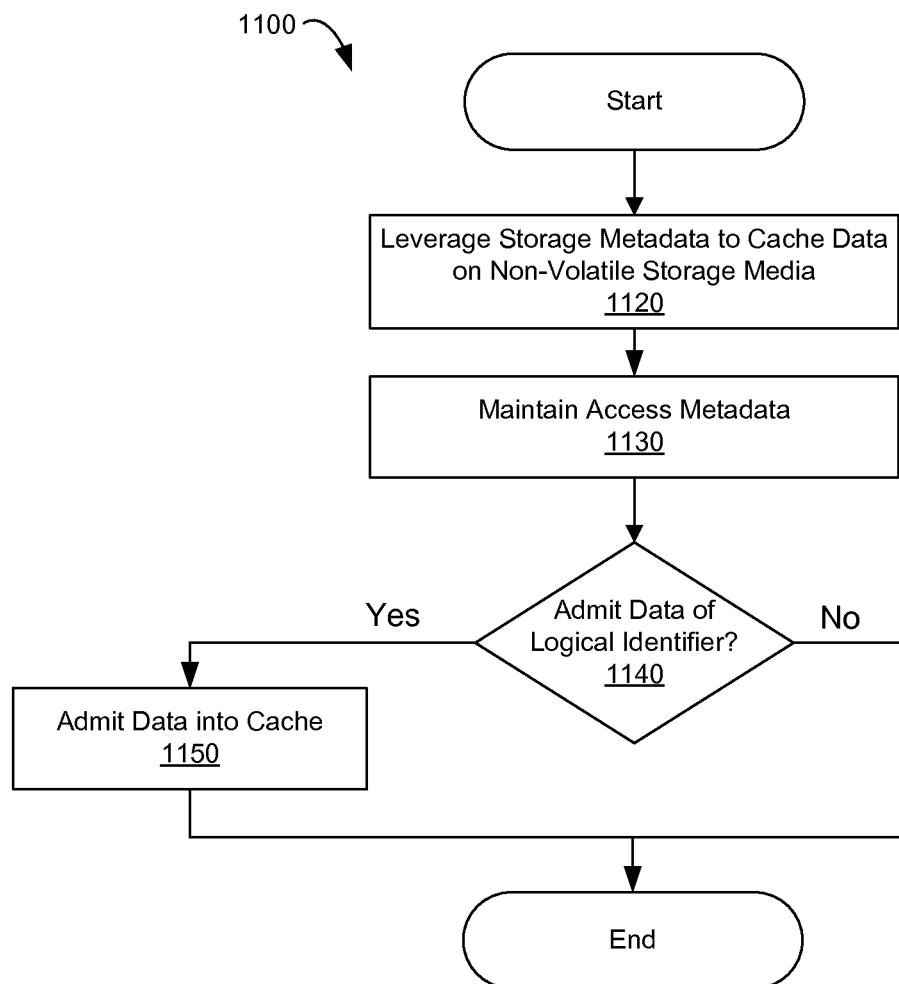 1100
Start
Leverage Storage Metadata to Cache Data
on Non-Volatile Storage Media
1120
Maintain Access Metadata
1130
Yes
Admit Data of
Logical Identifier?
1140
No
Admit Data into Cache
1150
End